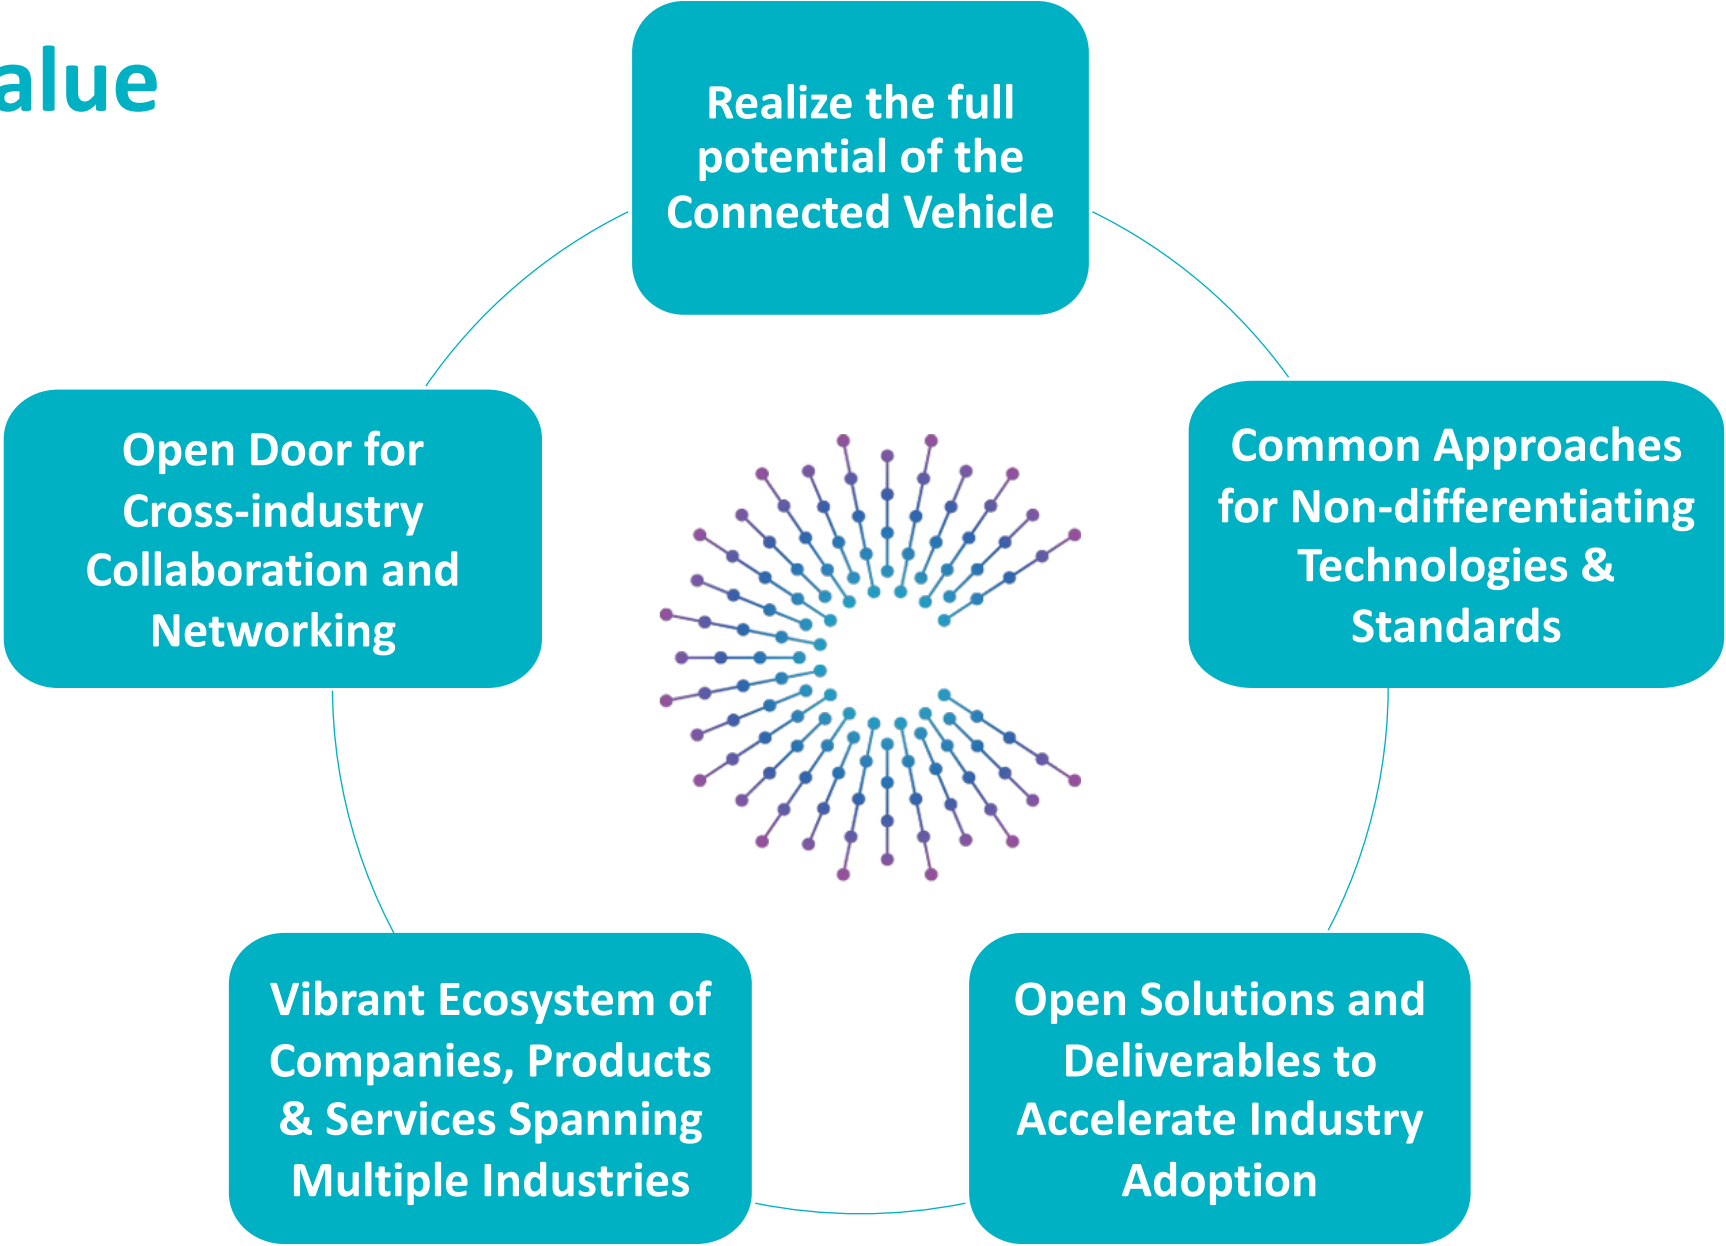 alue
Realize the full
potential of the
Connected Vehicle
Open Door for
Cross-industry
Collaboration and
Networking
Common Approaches
for Non-differentiating
Technologies &
Standards
Vibrant Ecosystem of
Companies, Products
& Services Spanning
Multiple Industries
Open Solutions and
Deliverables to
Accelerate Industry
Adoption